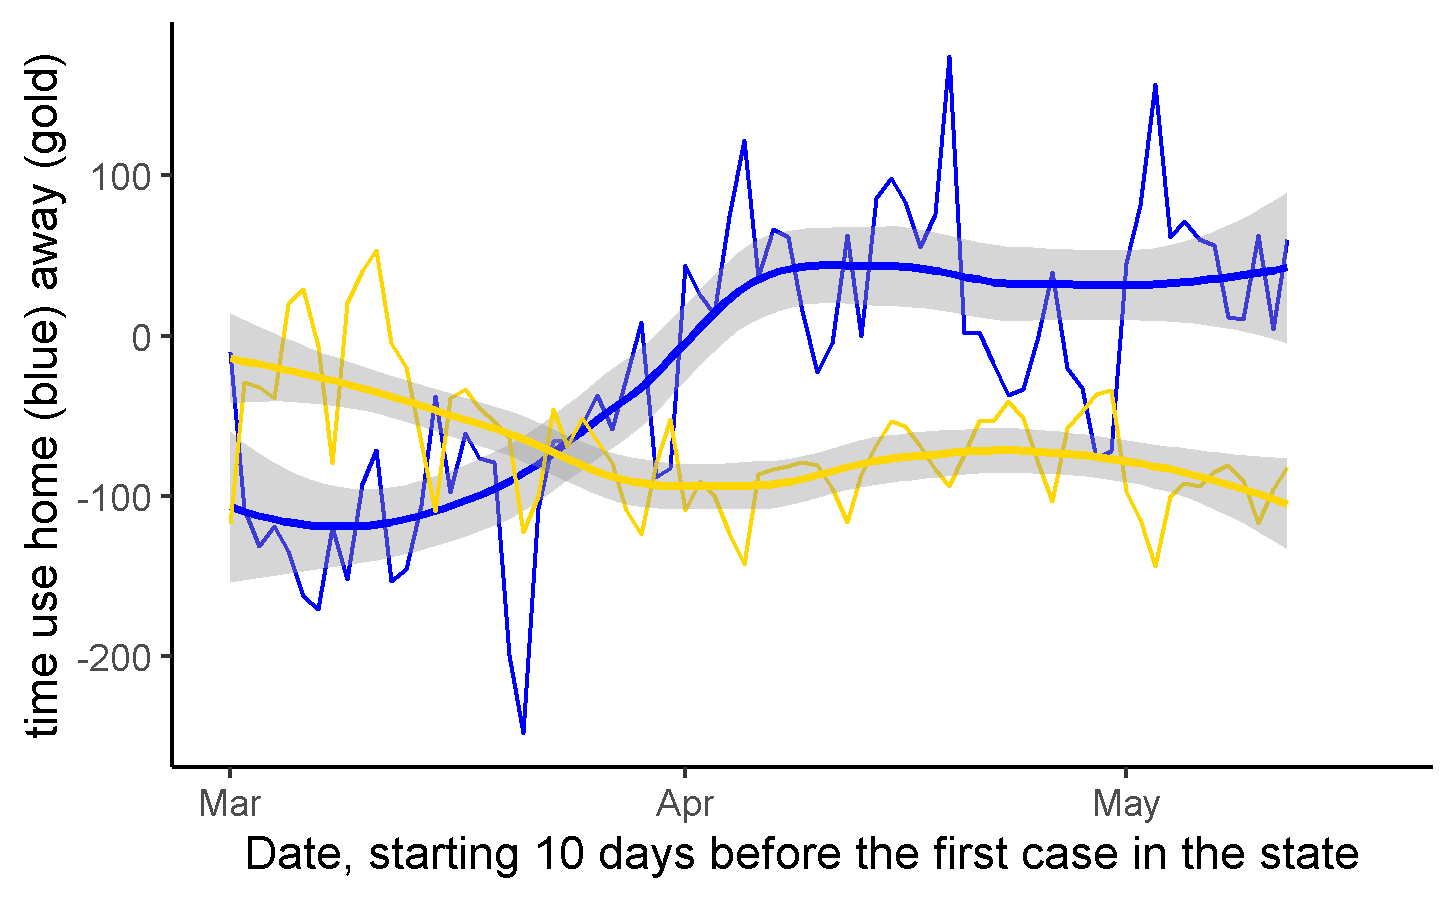 time use home (blue) away (gold)
100
0
-100
-200
Mar
Apr
May
Date, starting 10 days before the first case in the state